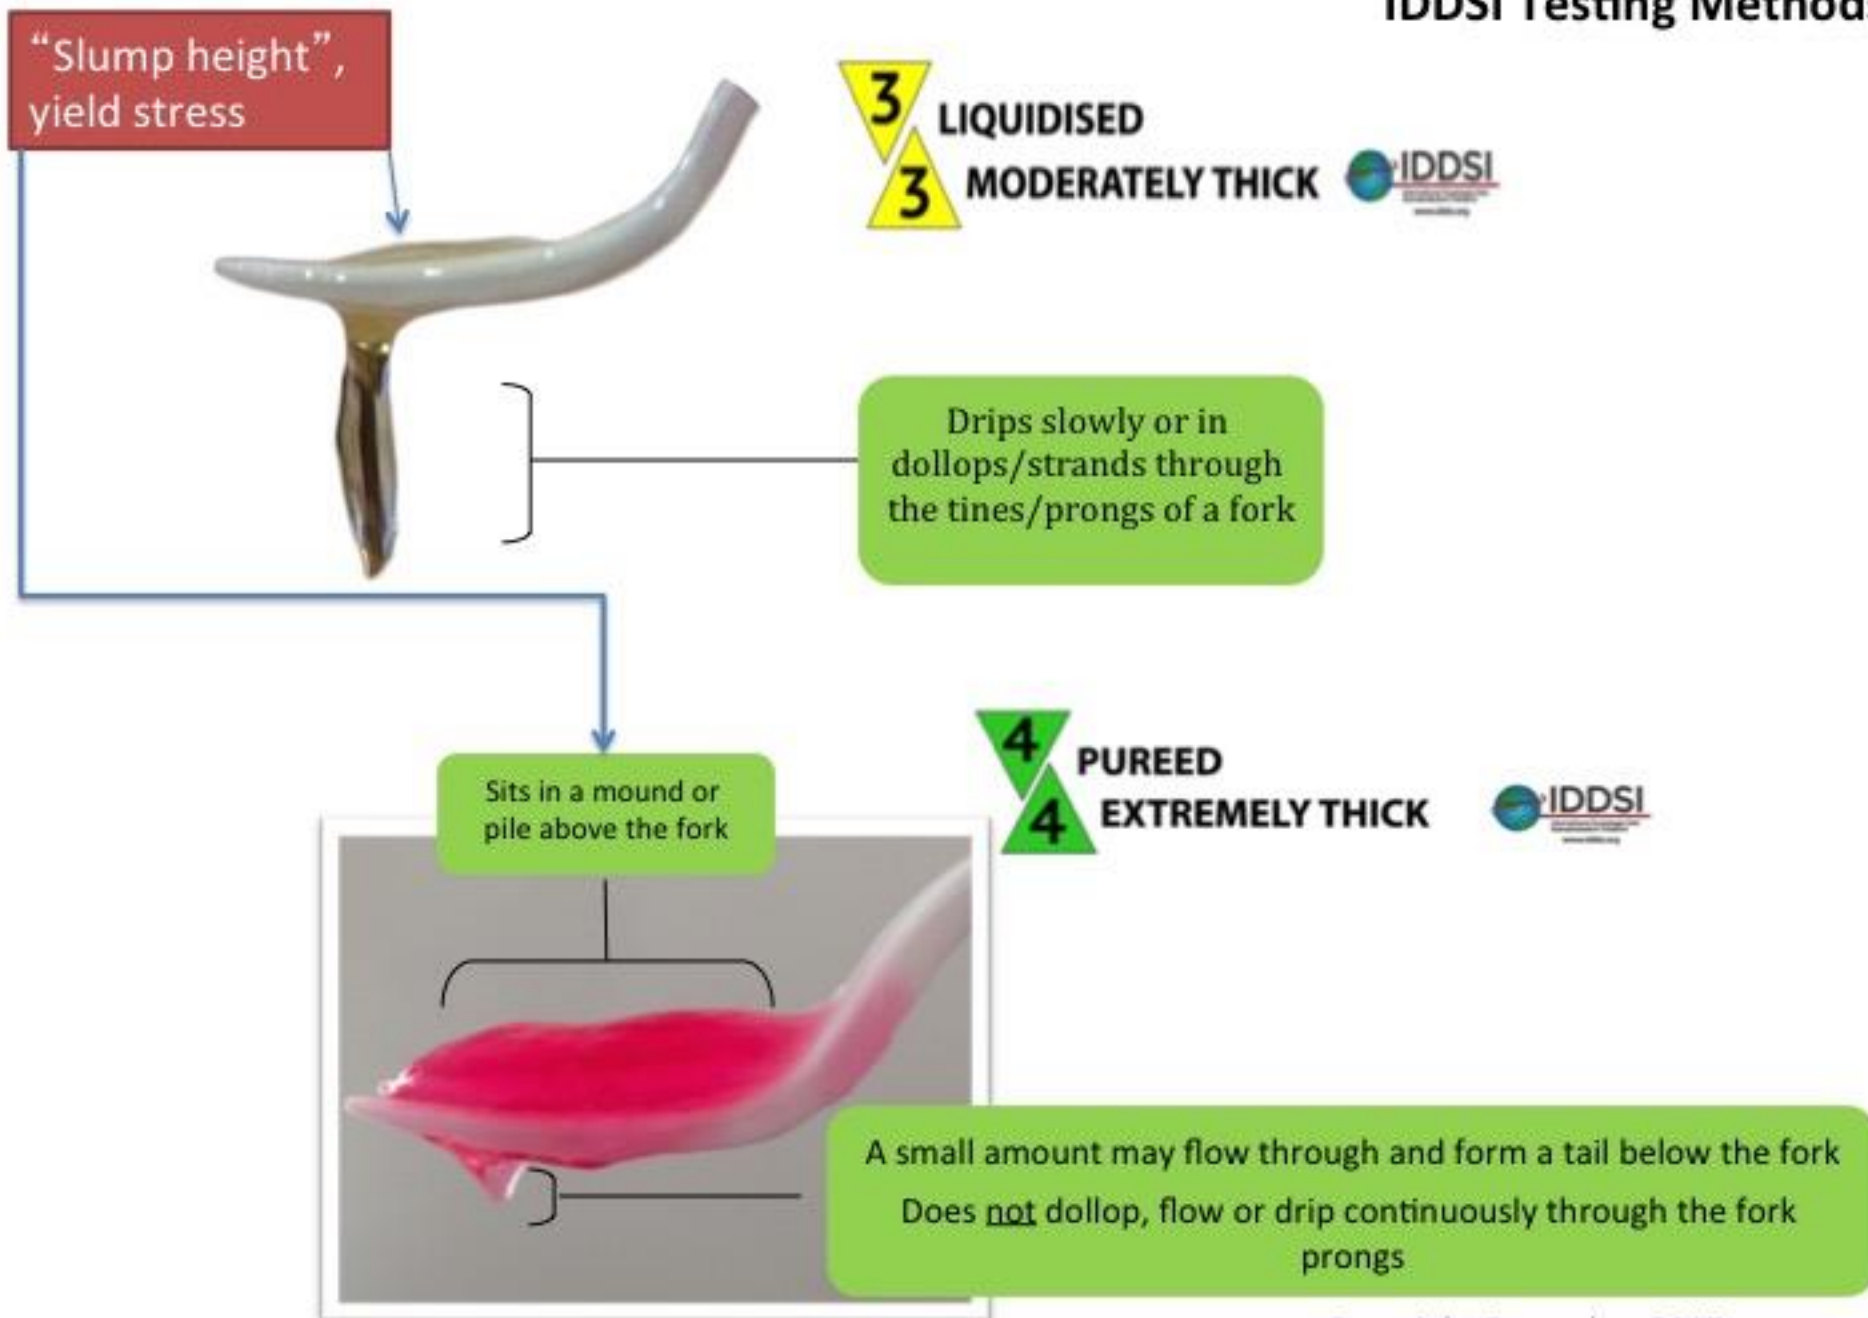 IDDSI Testing Methods
“Slump height”,
yield stress
3
LIQUIDISED
3
MODERATELY THICK
IDDSI
Drips slowly or in
dollops/strands through
the tines/prongs of a fork
4
PUREED
4
EXTREMELY THICK
IDDSI
Sits in a mound or
pile above the fork
A small amount may flow through and form a tail below the fork
Does not dollop, flow or drip continuously through the fork
prongs